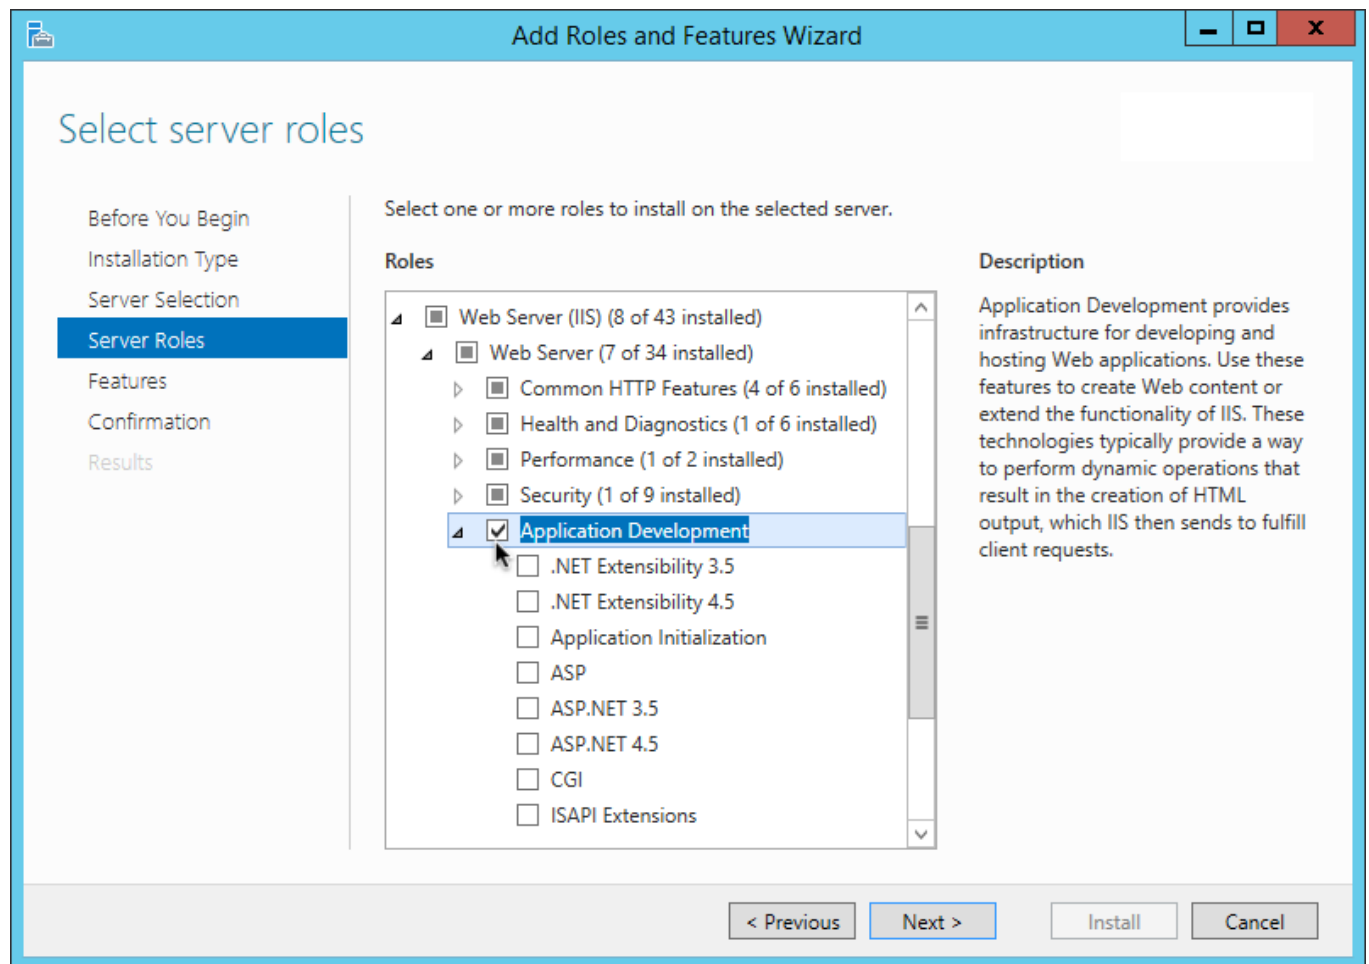 Add Roles and Features Wizard
Select server roles
Before You Begin
Installation Type
Server Selection
Server Roles
Features
Confirmation
Results
Select one or more roles to install on the selected server.
Roles
Web Server (IIS) (8 of 43 installed)
Web Server (7 of 34 installed)
Common HTTP Features (4 of 6 installed)
Health and Diagnostics (1 of 6 installed)
Performance (1 of 2 installed)
Security (1 of 9 installed)
Application Development
.NET Extensibility 3.5
.NET Extensibility 4.5
Application Initialization
ASP
ASP.NET 3.5
ASP.NET 4.5
CGI
ISAPI Extensions
Description
Application Development provides
infrastructure for developing and
hosting Web applications. Use these
features to create Web content or
extend the functionality of IIS. These
technologies typically provide a way
to perform dynamic operations that
result in the creation of HTML
output, which IIS then sends to fulfill
client requests.
< Previous
Next >
Install
Cancel